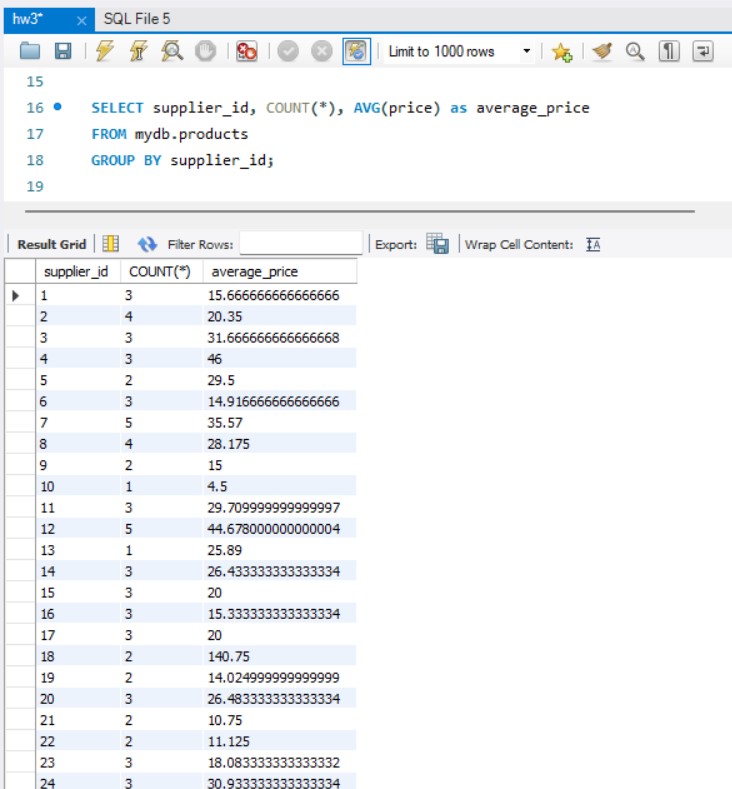 hw3* × SQL File 5
Limit to 1000 rows
15
16 SELECT supplier_id, COUNT(*), AVG(price) as average_price
17 FROM mydb.products
18 GROUP BY supplier_id;
19
Result Grid Filter Rows: Export: Wrap Cell Content:
supplier_id COUNT(*) average_price
1 3 15.666666666666666
2 4 20.35
3 3 31.666666666666668
4 3 46
5 2 29.5
6 3 14.916666666666666
7 5 35.57
8 4 28.175
9 2 15
10 1 4.5
11 3 29.709999999999997
12 5 44.678000000000004
13 1 25.89
14 3 26.433333333333334
15 3 20
16 3 15.333333333333334
17 3 20
18 2 140.75
19 2 14.024999999999999
20 3 26.483333333333334
21 2 10.75
22 2 11.125
23 3 18.083333333333332
24 3 30.933333333333334